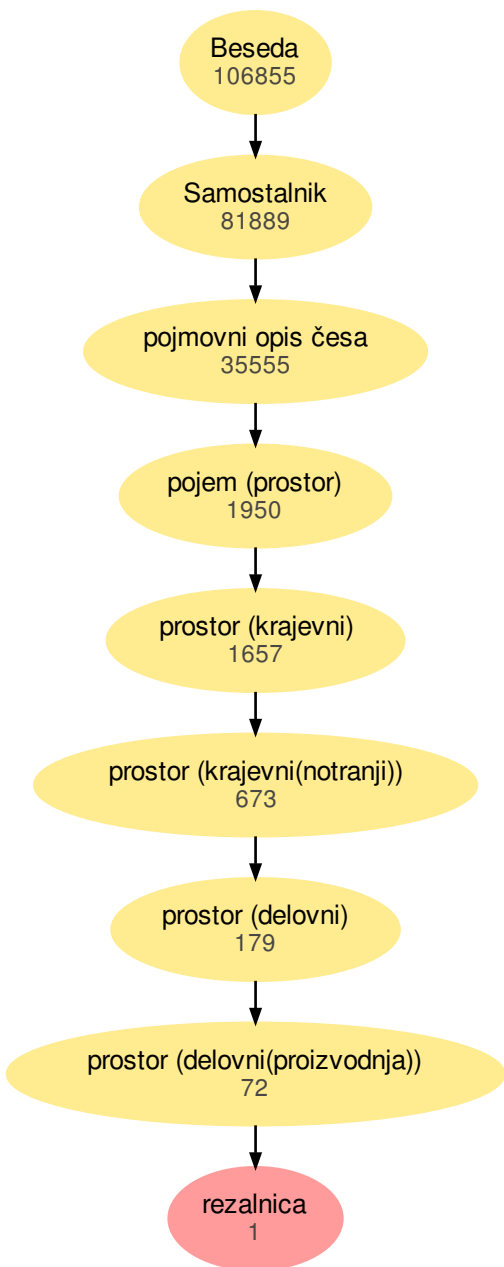 Beseda
106855
Samostalnik
81889
pojmovni opis česa
35555
pojem (prostor)
1950
prostor (krajevni)
1657
prostor (krajevni(notranji))
673
prostor (delovni)
179
prostor (delovni(proizvodnja))
72
rezalnica
1